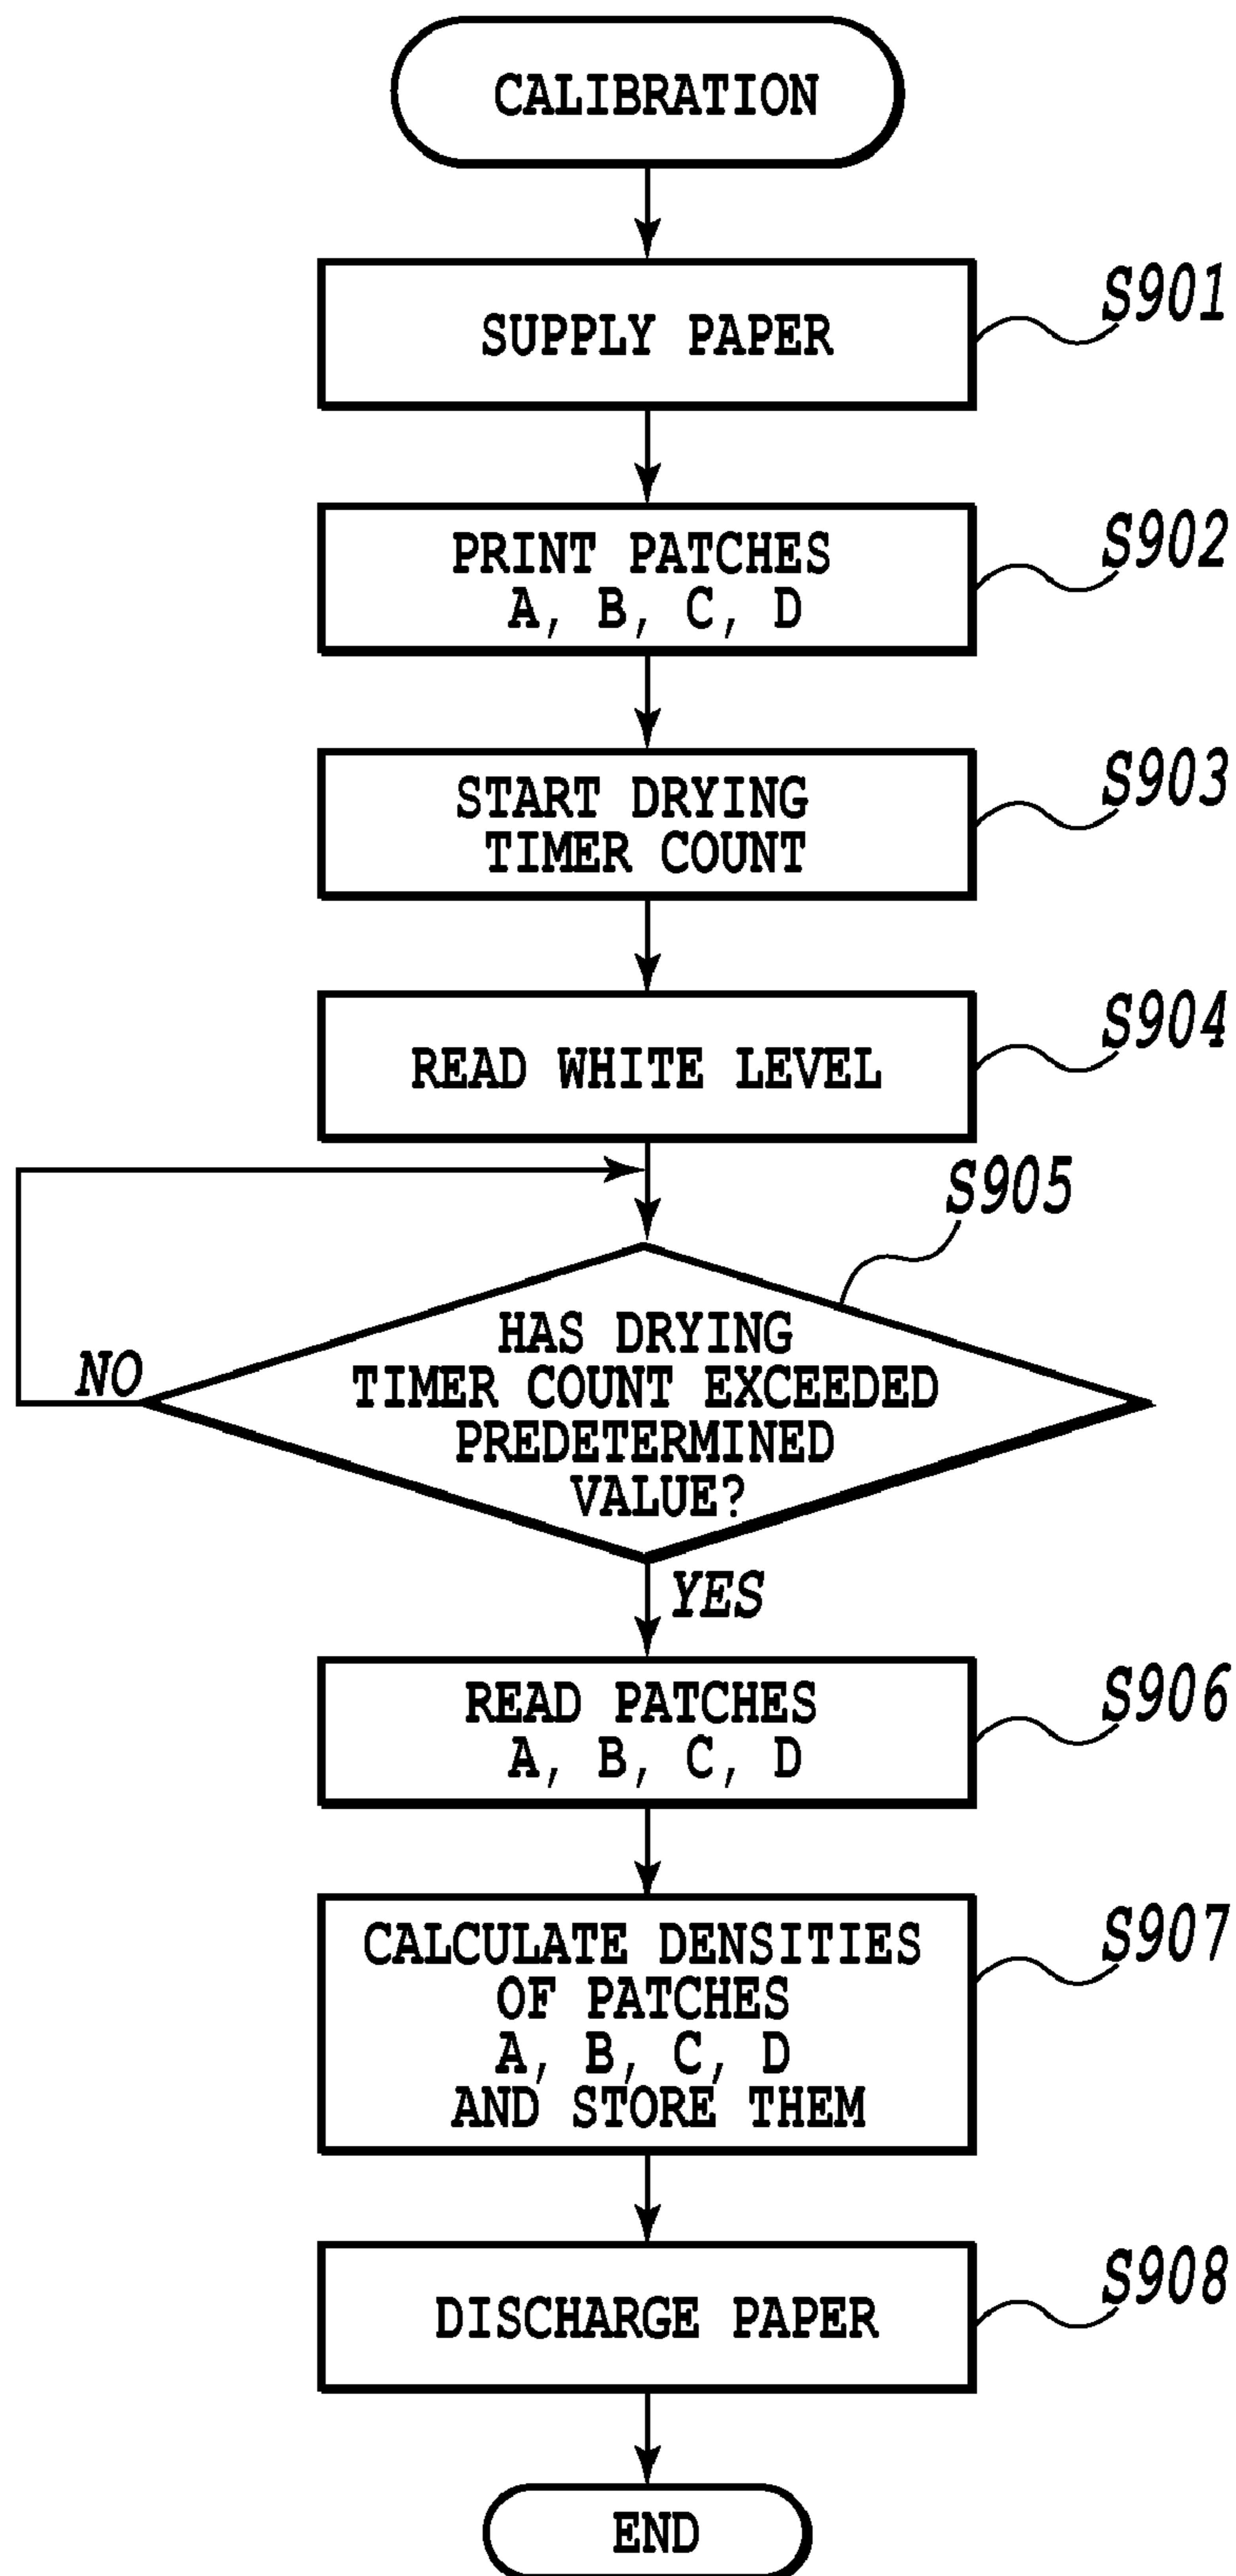 CALIBRATION
SUPPLY PAPER
S901
PRINT PATCHES
A, B, C, D
S902
START DRYING
TIMER COUNT
S903
READ WHITE LEVEL
S904
S905
HAS DRYING
TIMER COUNT EXCEEDED
PREDETERMINED
VALUE?
NO
YES
READ PATCHES
A, B, C, D
S906
CALCULATE DENSITIES
OF PATCHES
A, B, C, D
AND STORE THEM
S907
DISCHARGE PAPER
S908
END